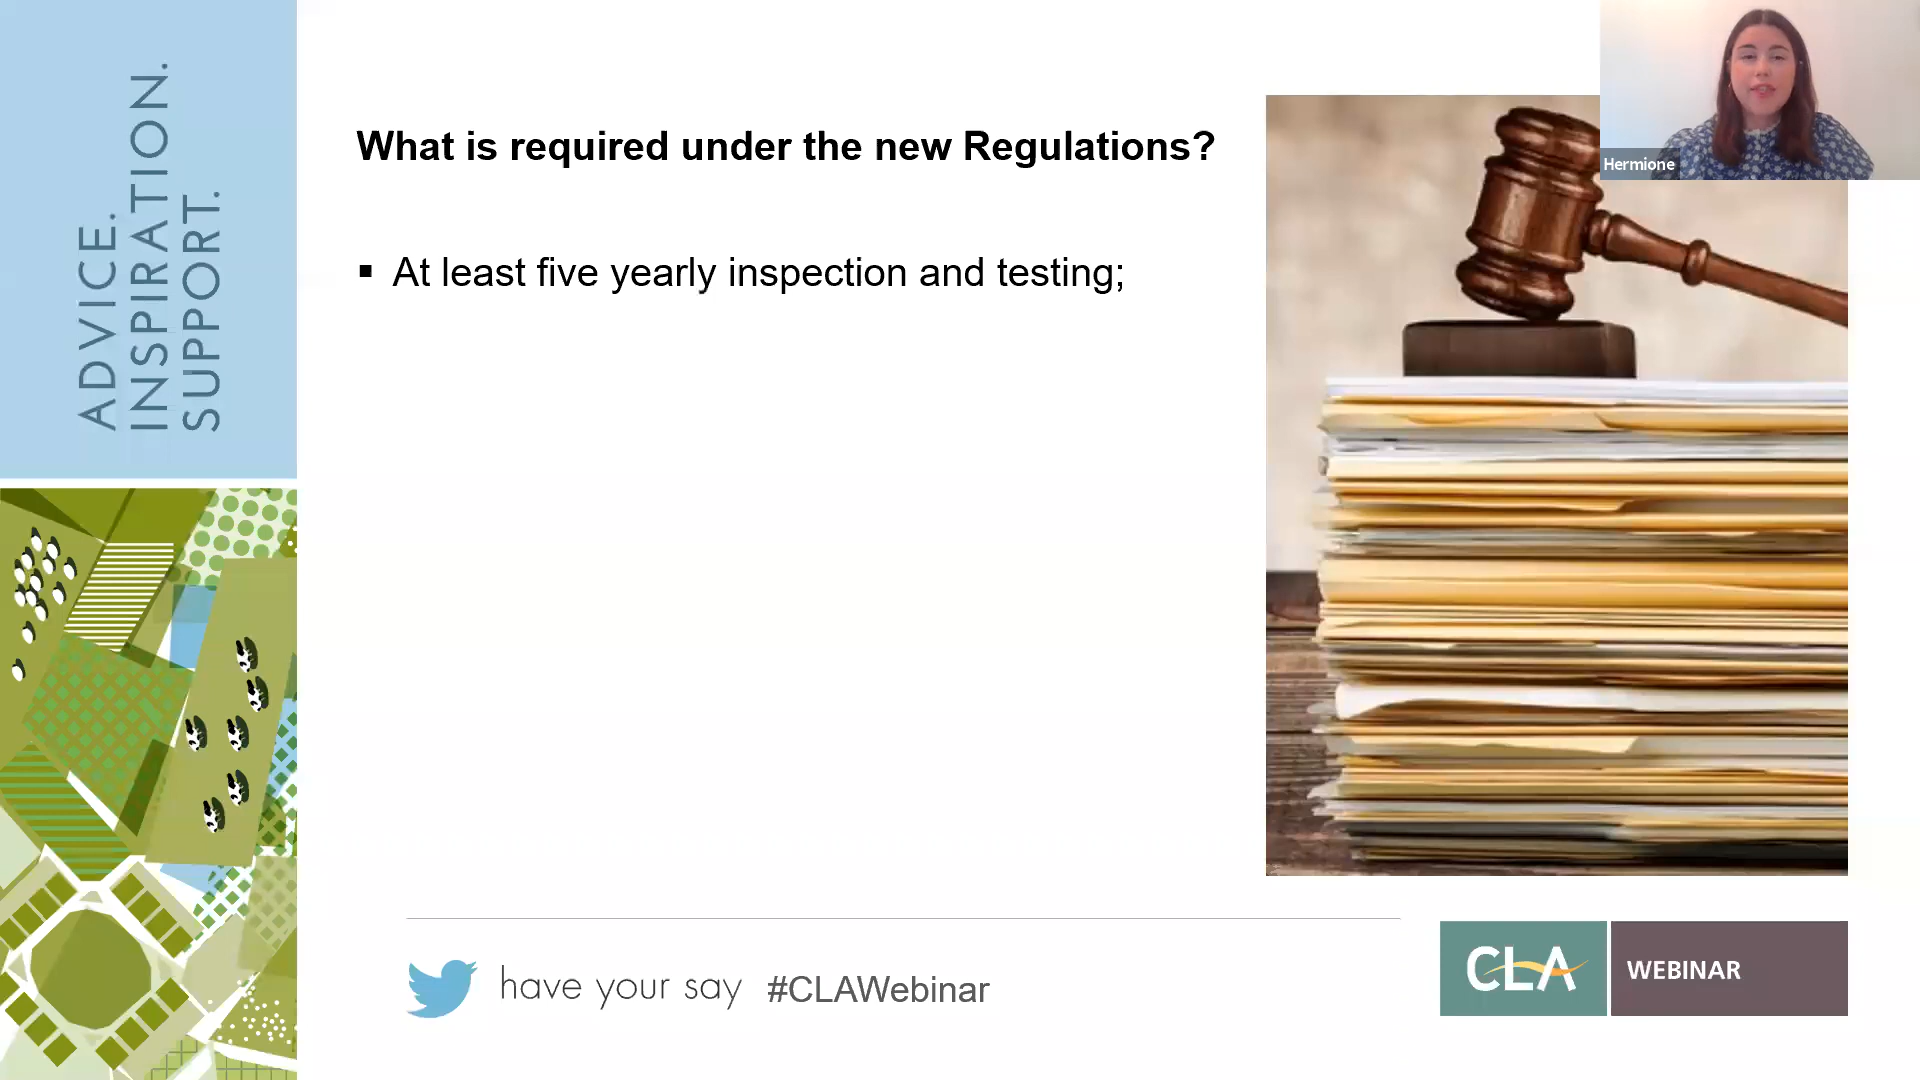 ADVICE.
INSPIRATION.
SUPPORT.
What is required under the new Regulations?
▪ At least five yearly inspection and testing;
Hermione
have your say #CLAWebinar
CLA WEBINAR